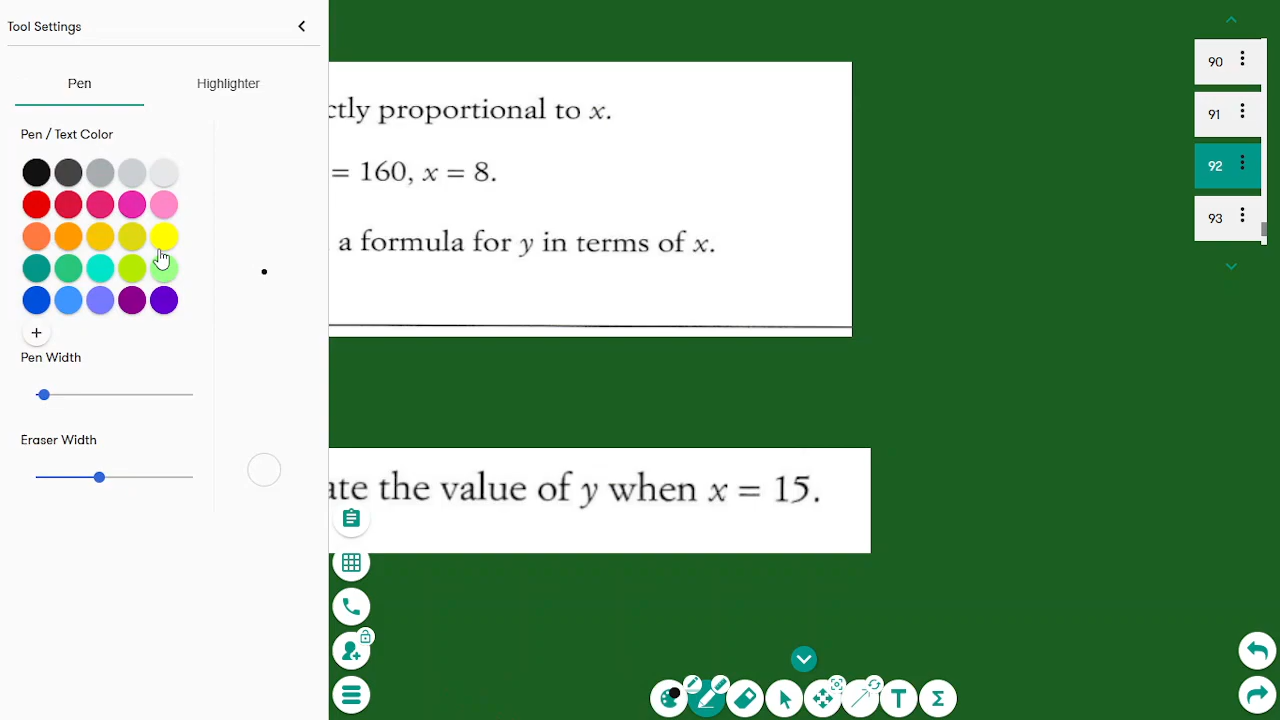 Tool Settings
Pen
Highlighter
Pen / Text Color
Pen Width
Eraser Width
ctly proportional to x.
= 160, x = 8.
a formula for y in terms of x.
ate the value of y when x = 15.
90
91
92
93
T
Σ